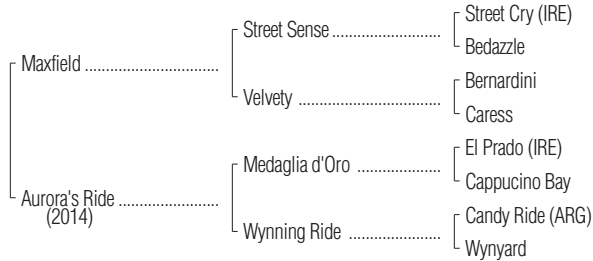 Street Cry (IRE)
Street Sense
Bedazzle
Maxfield
Bernardini
Velvety
Caress
El Prado (IRE)
Medaglia d'Oro
Cappucino Bay
Aurora's Ride
(2014)
Candy Ride (ARG)
Wynning Ride
Wynyard